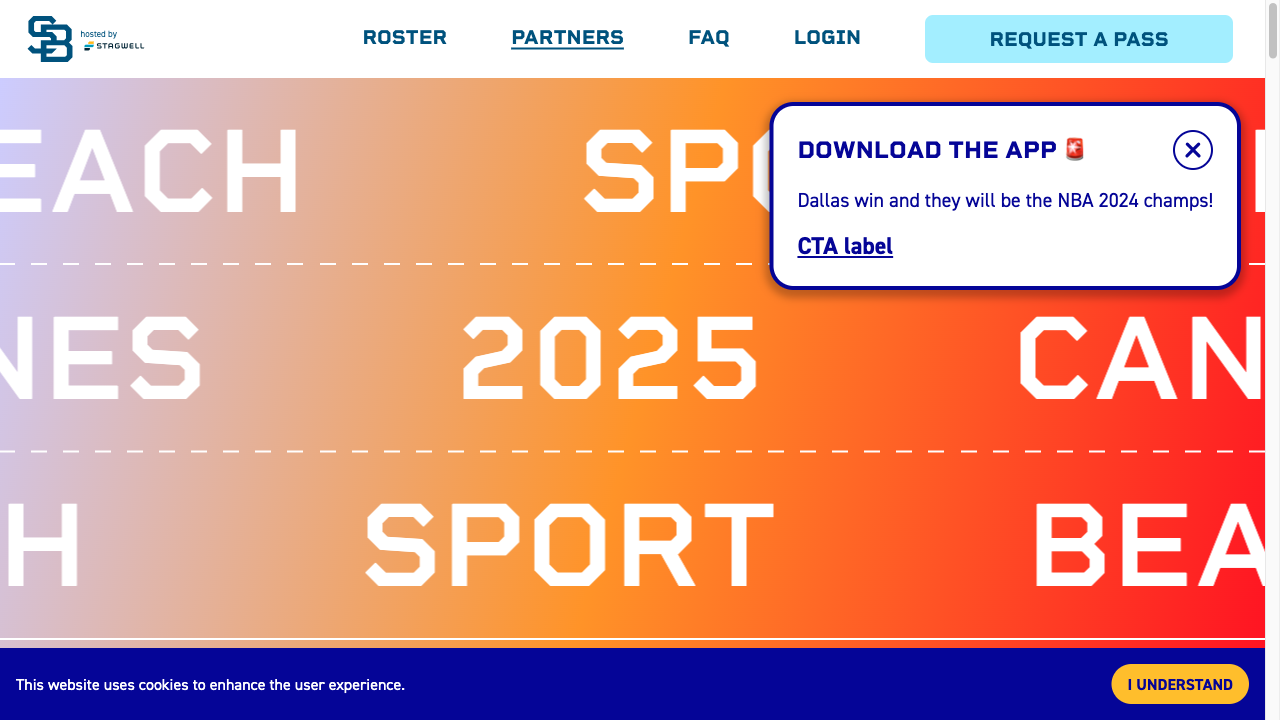 SB hosted by STAGWELL
ROSTER PARTNERS FAQ LOGIN REQUEST A PASS
DOWNLOAD THE APP 🚨
Dallas win and they will be the NBA 2024 champs!
CTA label
EACH SPO
NES 2025 CAN
H SPORT BEA
This website uses cookies to enhance the user experience. I UNDERSTAND